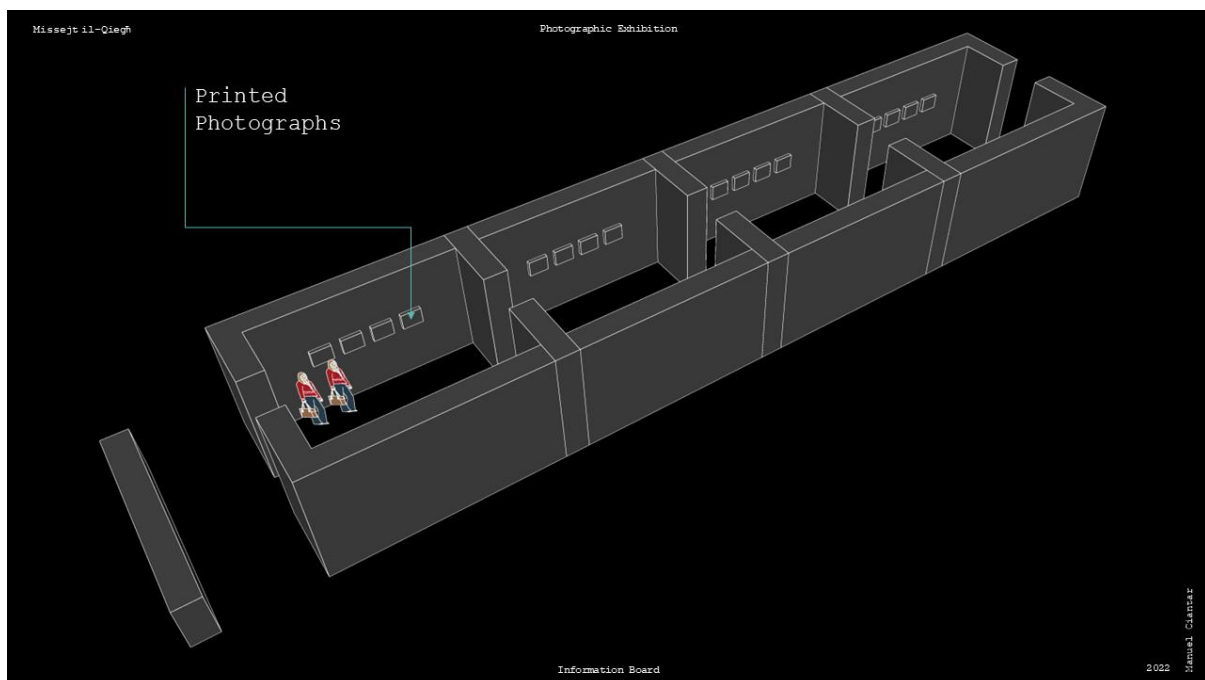 Missejt il-Qiegħ
Photographic Exhibition
Printed
Photographs
Information Board
2022
Manuel Ciantar